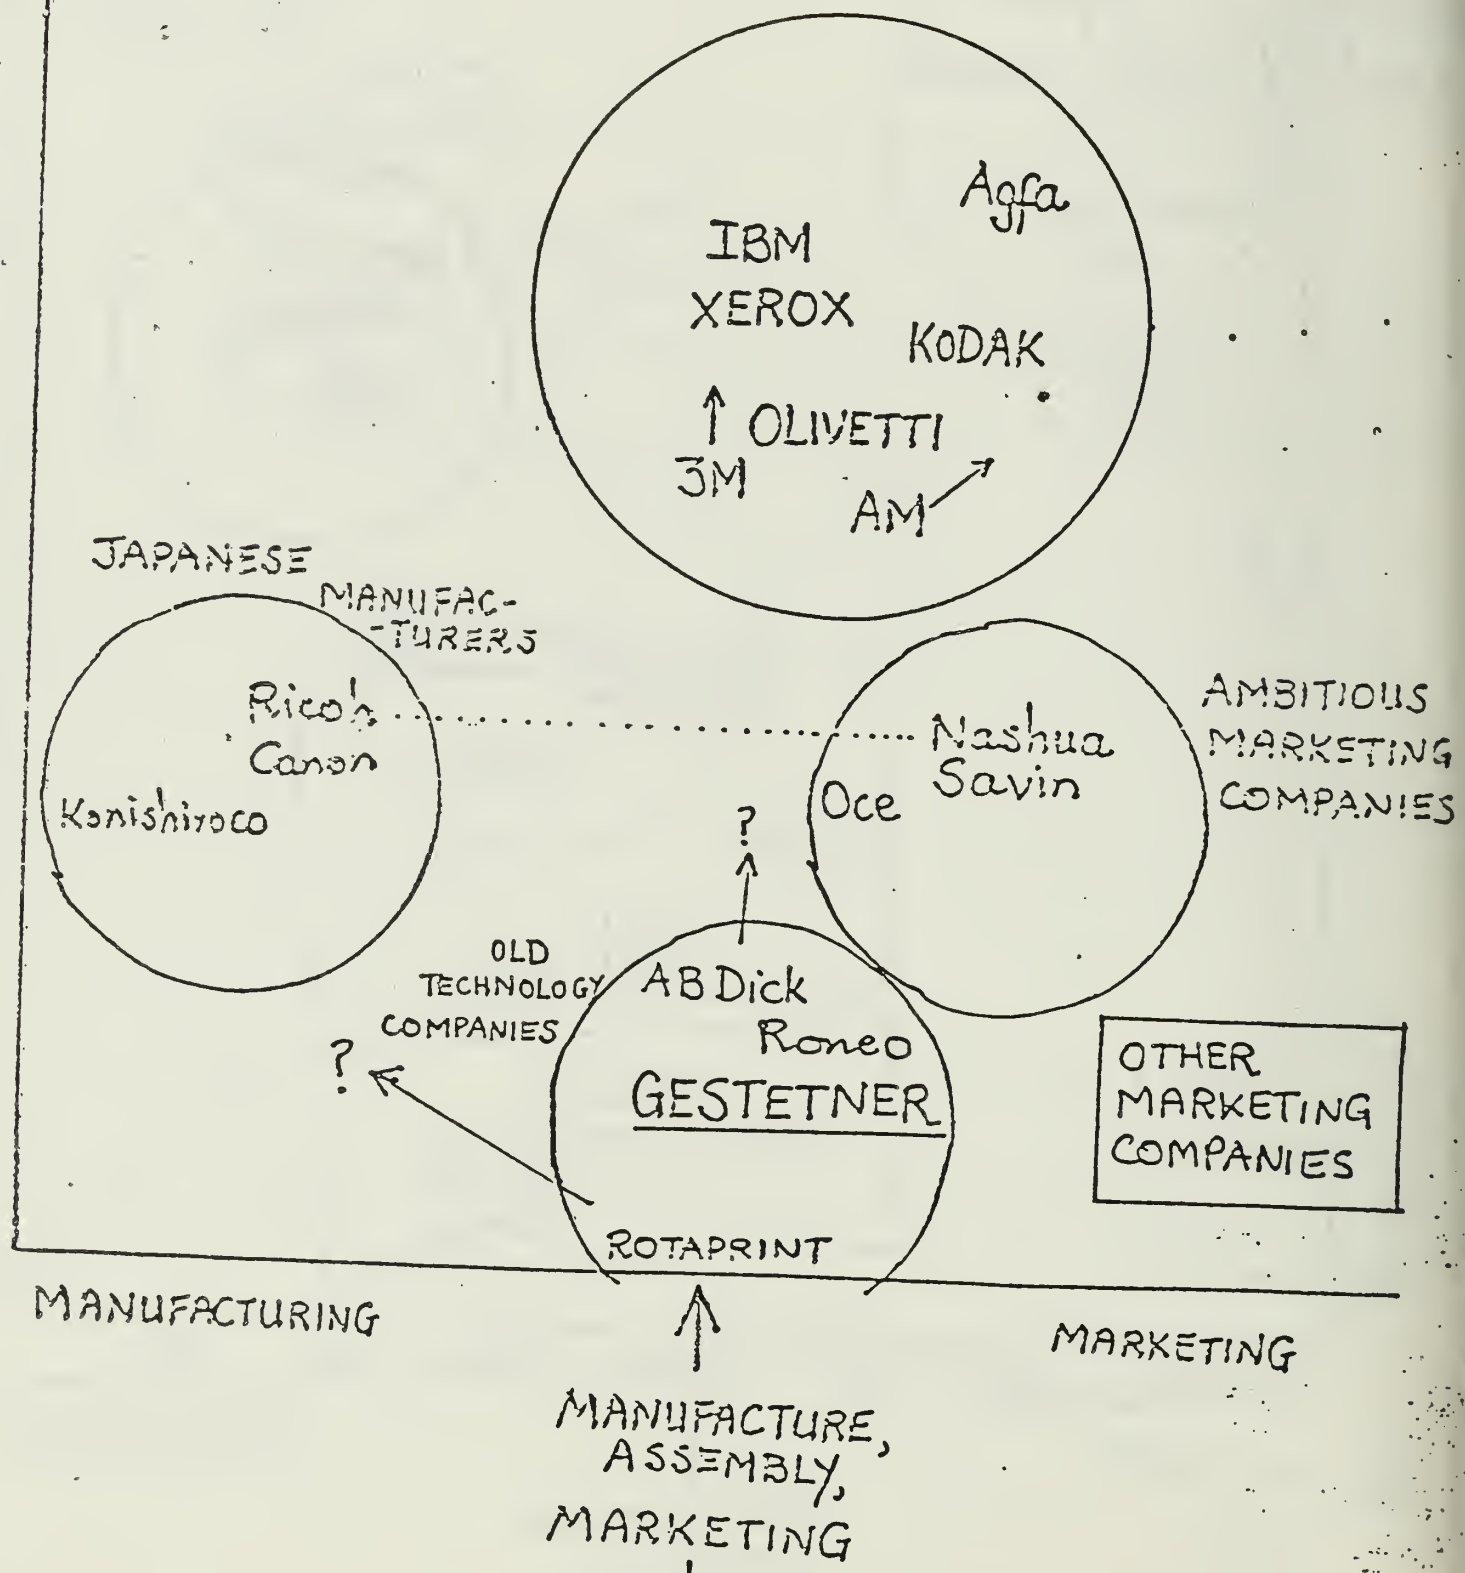 Agfa
IBM
XEROX
KODAK
OLIVETTI
3M
AM
JAPANESE
MANUFAC-
-TURERS
Ricoh
Canon
Konishiroco
Nashua
Savin
Oce
AMBITIOUS
MARKETING
COMPANIES
?
OLD
TECHNOLOGY
COMPANIES
AB Dick
Roneo
GESTETNER
?
ROTAPRINT
OTHER
MARKETING
COMPANIES
MANUFACTURING
MARKETING
MANUFACTURE,
ASSEMBLY,
MARKETING